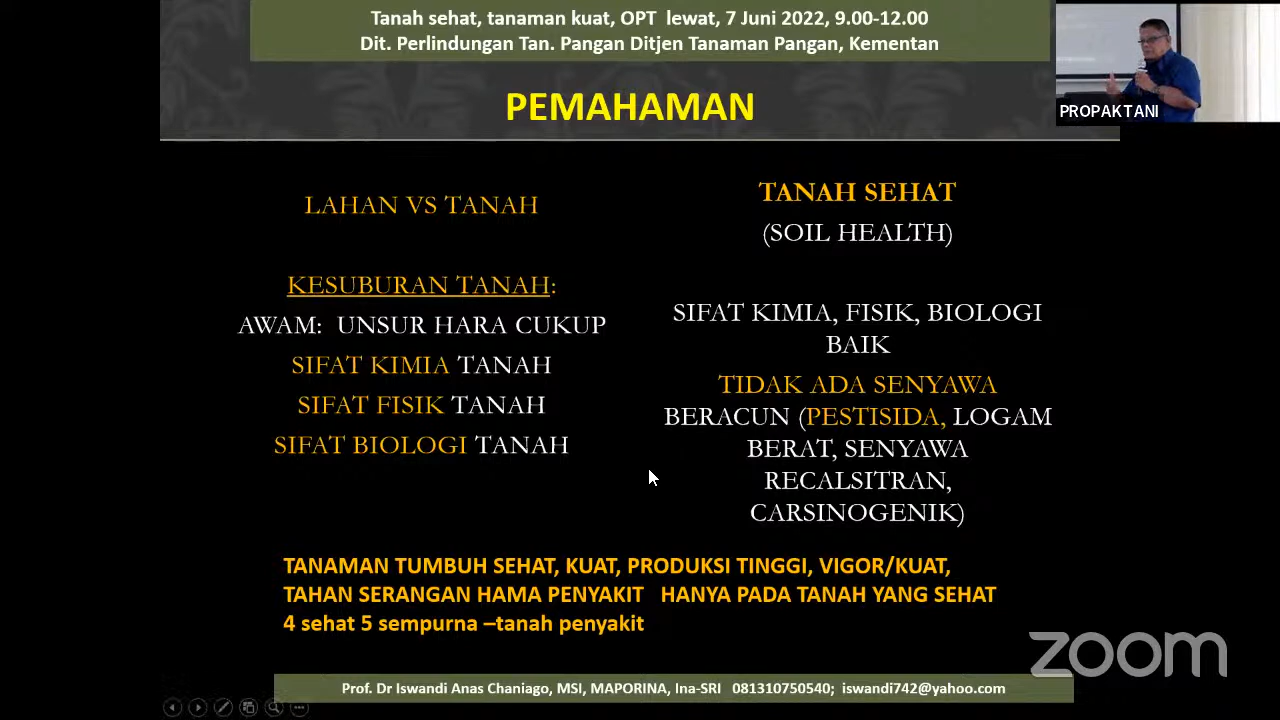 Tanah sehat, tanaman kuat, OPT lewat, 7 Juni 2022, 9.00-12.00
Dit. Perlindungan Tan. Pangan Ditjen Tanaman Pangan, Kementan
PROPAKTANI
PEMAHAMAN
LAHAN VS TANAH
KESUBURAN TANAH:
AWAM: UNSUR HARA CUKUP
SIFAT KIMIA TANAH
SIFAT FISIK TANAH
SIFAT BIOLOGI TANAH
TANAH SEHAT
(SOIL HEALTH)
SIFAT KIMIA, FISIK, BIOLOGI
BAIK
TIDAK ADA SENYAWA
BERACUN (PESTISIDA, LOGAM
BERAT, SENYAWA
RECALSITRAN,
CARSINOGENIK)
TANAMAN TUMBUH SEHAT, KUAT, PRODUKSI TINGGI, VIGOR/KUAT,
TAHAN SERANGAN HAMA PENYAKIT HANYA PADA TANAH YANG SEHAT
4 sehat 5 sempurna –tanah penyakit
zoom
Prof. Dr Iswandi Anas Chaniago, MSI, MAPORINA, Ina-SRI 081310750540; iswandi742@yahoo.com